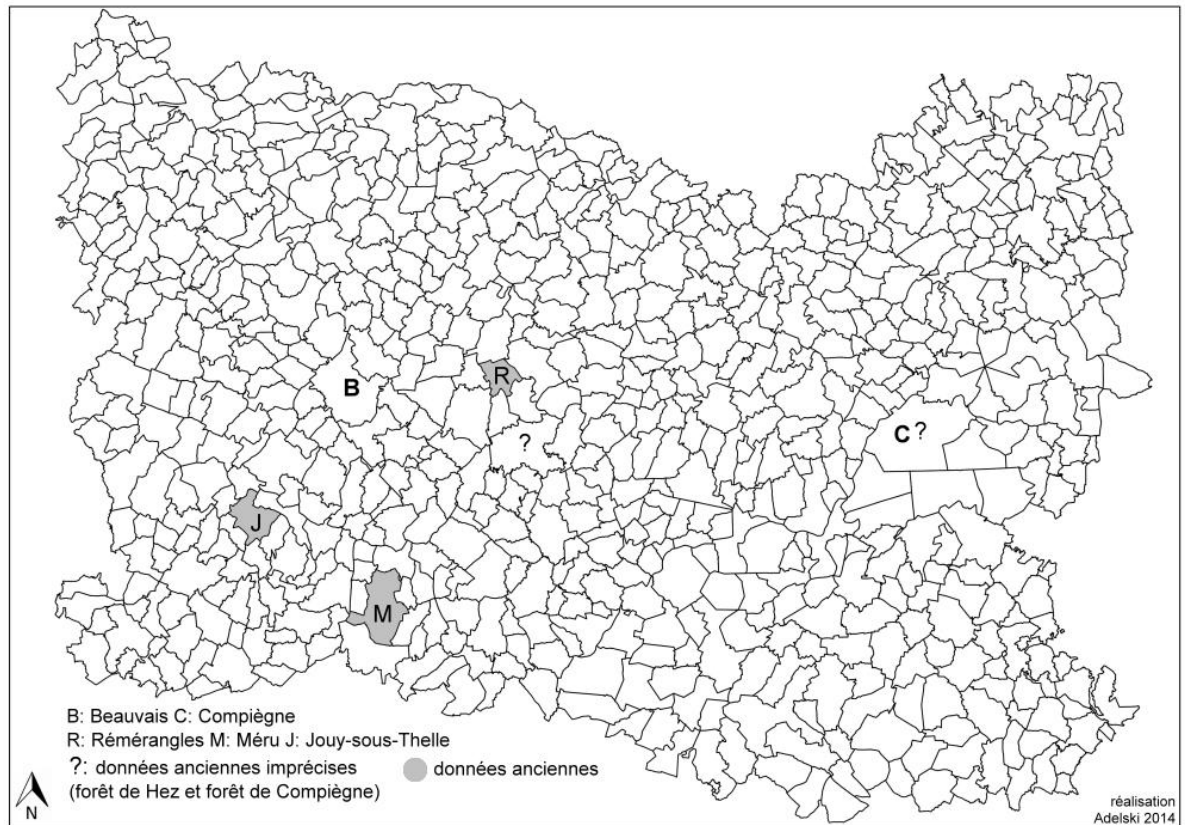 B
R
?
C?
J
M
B: Beauvais C: Compiègne
R: Rémérangles M: Méru J: Jouy-sous-Thelle
?: données anciennes imprécises
données anciennes
(forêt de Hez et forêt de Compiègne)
N
réalisation
Adelski 2014